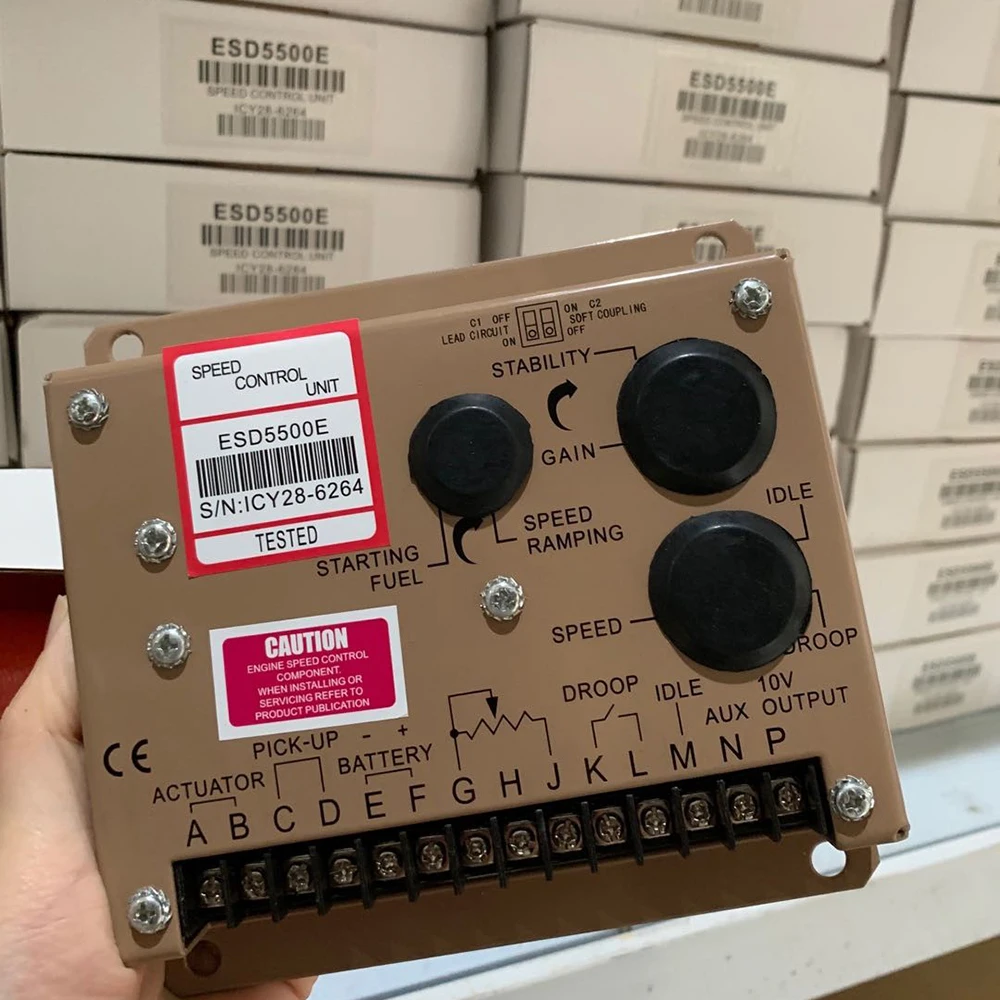 ESD5500E
SPEED CONTROL UNIT
ICY28-6264
ESD5500E
SPEED CONTROL UNIT
ICY28-6264
ESD5500E
SPEED CONTROL UNIT
ICY28-6264
C1 OFF
LEAD CIRCUIT
ON
ON C2
SOFT COUPLING
OFF
STABILITY
GAIN
SPEED
CONTROL
UNIT
ESD5500E
S/N:ICY28-6264
TESTED
STARTING
FUEL
SPEED
RAMPING
IDLE
SPEED
DROOP
CAUTION
ENGINE SPEED CONTROL
COMPONENT.
WHEN INSTALLING OR
SERVICING REFER TO
PRODUCT PUBLICATION
CE
ACTUATOR
PICK-UP
- +
BATTERY
DROOP
IDLE
AUX
10V
OUTPUT
A B C D E F G H J K L M N P